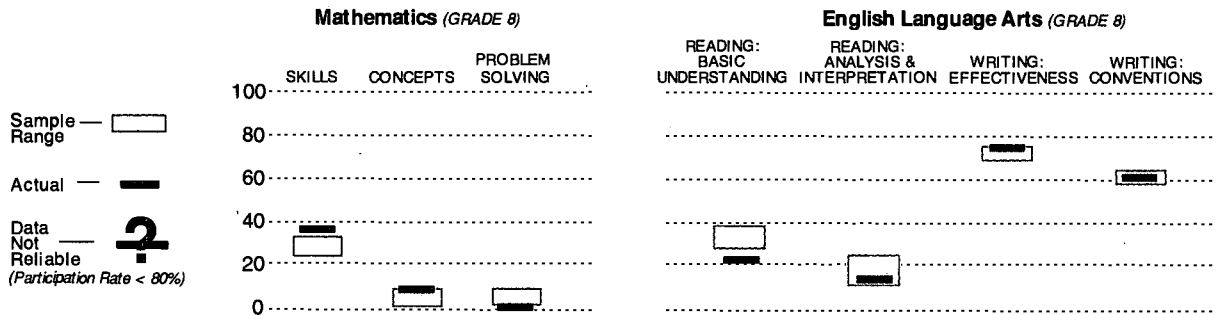 Mathematics (GRADE 8)
English Language Arts (GRADE 8)
SKILLS
CONCEPTS
PROBLEM
SOLVING
READING:
BASIC
UNDERSTANDING
READING:
ANALYSIS &
INTERPRETATION
WRITING:
EFFECTIVENESS
WRITING:
CONVENTIONS
100
80
60
40
20
0
Sample
Range
Actual
Data
Not
Reliable
?
(Participation Rate < 80%)